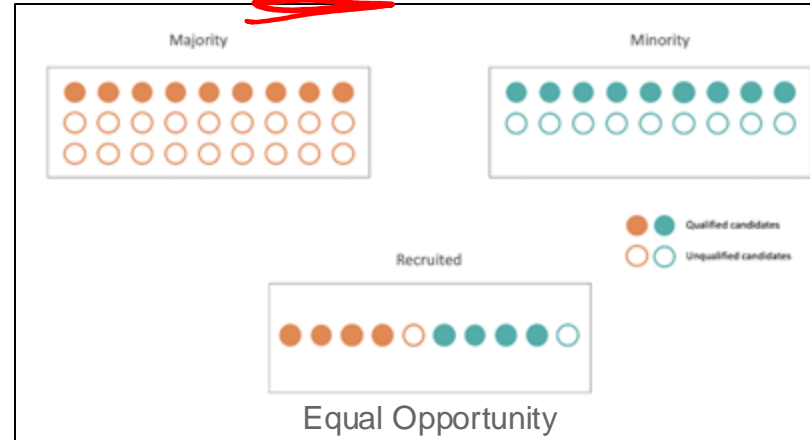 Majority
Minority
Qualified candidates
Unqualified candidates
Recruited
Equal Opportunity